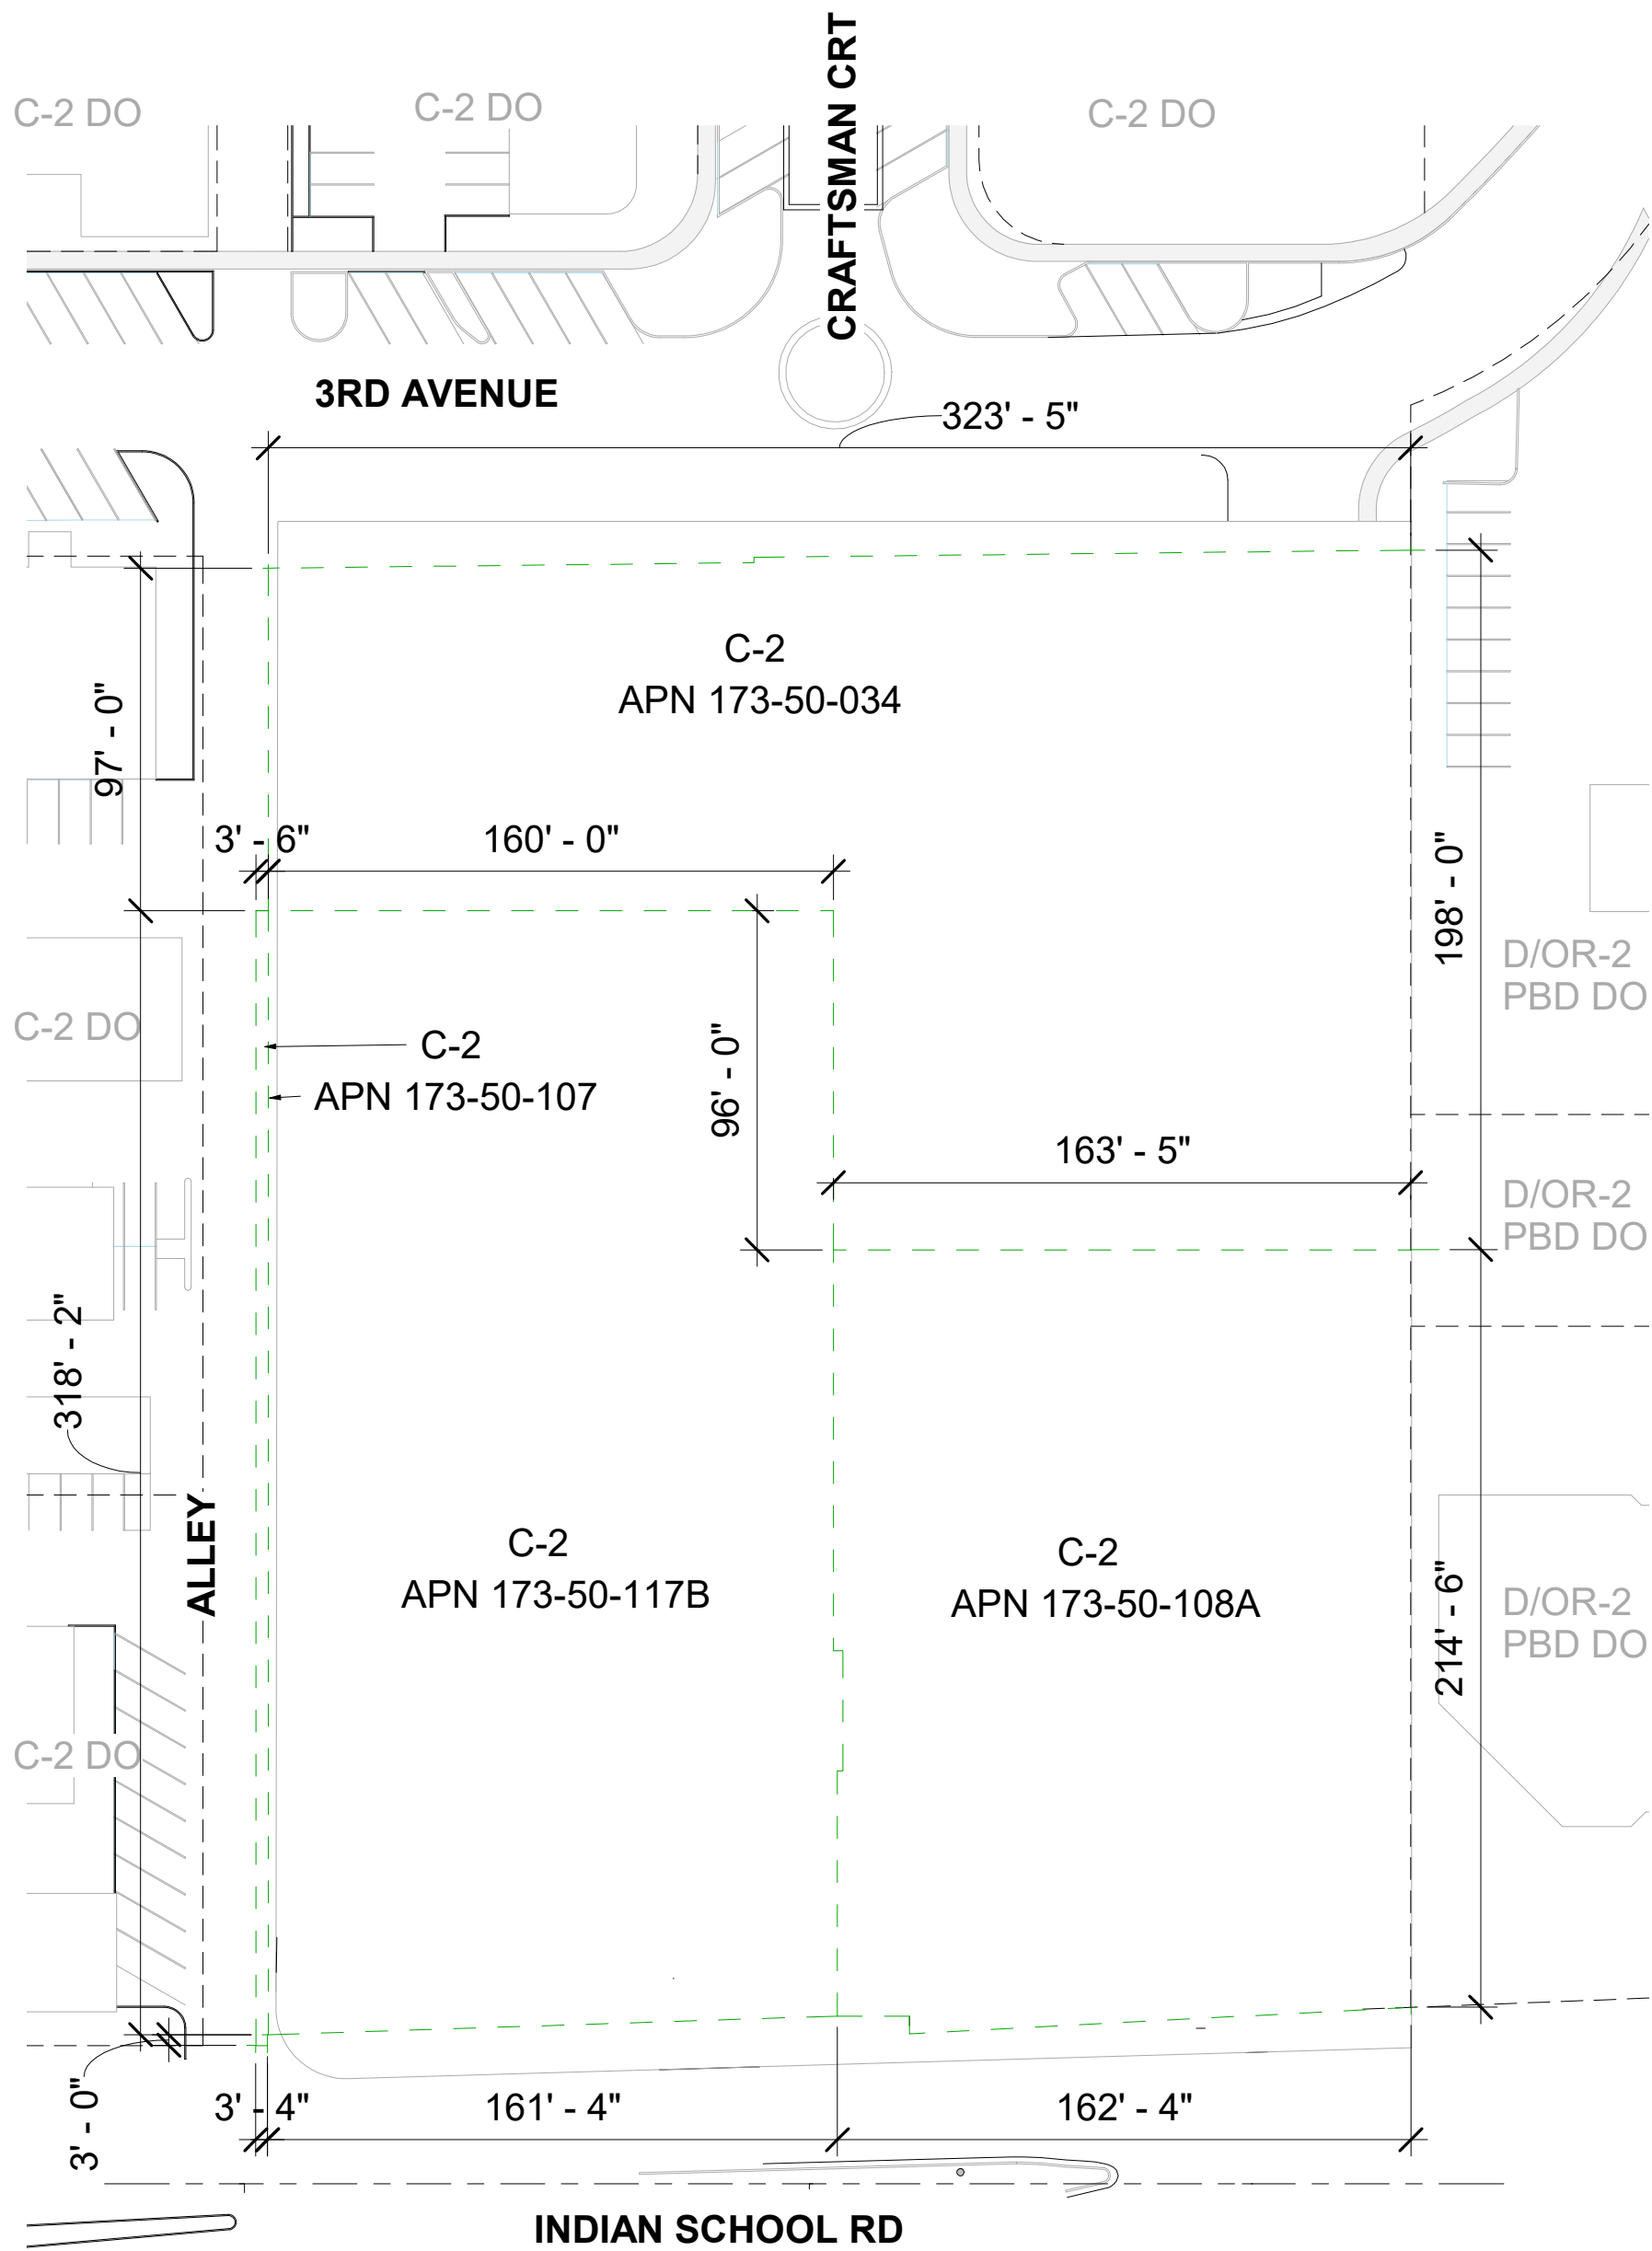 CRAFTSMAN CRT
C-2 DO
C-2 DO
C-2 DO
3RD AVENUE
323' - 5"
C-2
APN 173-50-034
97' - 0"
3' - 6"
160' - 0"
198' - 0"
D/OR-2
PBD DO
C-2 DO
C-2
APN 173-50-107
96' - 0"
163' - 5"
D/OR-2
PBD DO
318' - 2"
ALLEY
C-2
APN 173-50-117B
C-2
APN 173-50-108A
214' - 6"
D/OR-2
PBD DO
C-2 DO
3' - 0"
3' - 4"
161' - 4"
162' - 4"
INDIAN SCHOOL RD